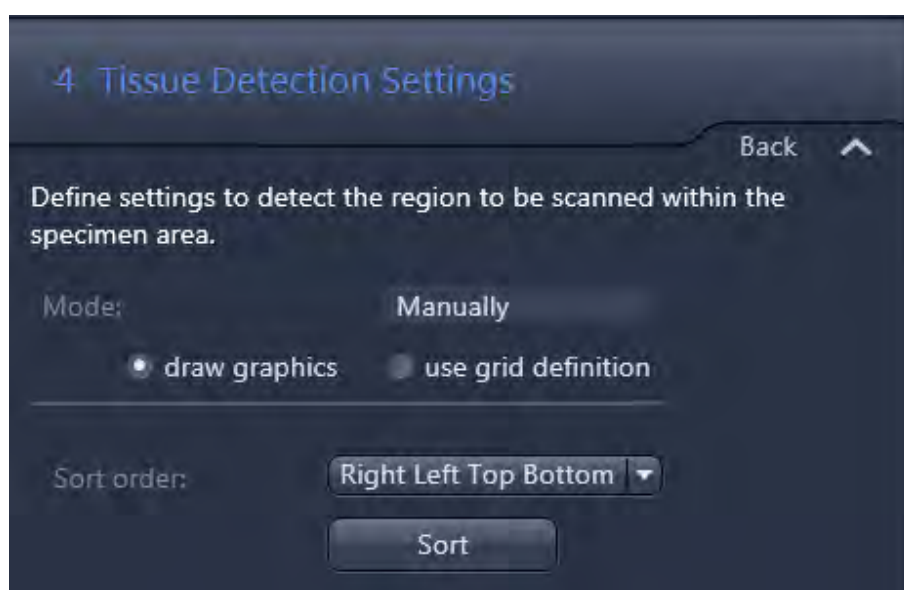 4 Tissue Detection Settings
Back
Define settings to detect the region to be scanned within the
specimen area.
Mode: Manually
draw graphics use grid definition
Sort order: Right Left Top Bottom
Sort